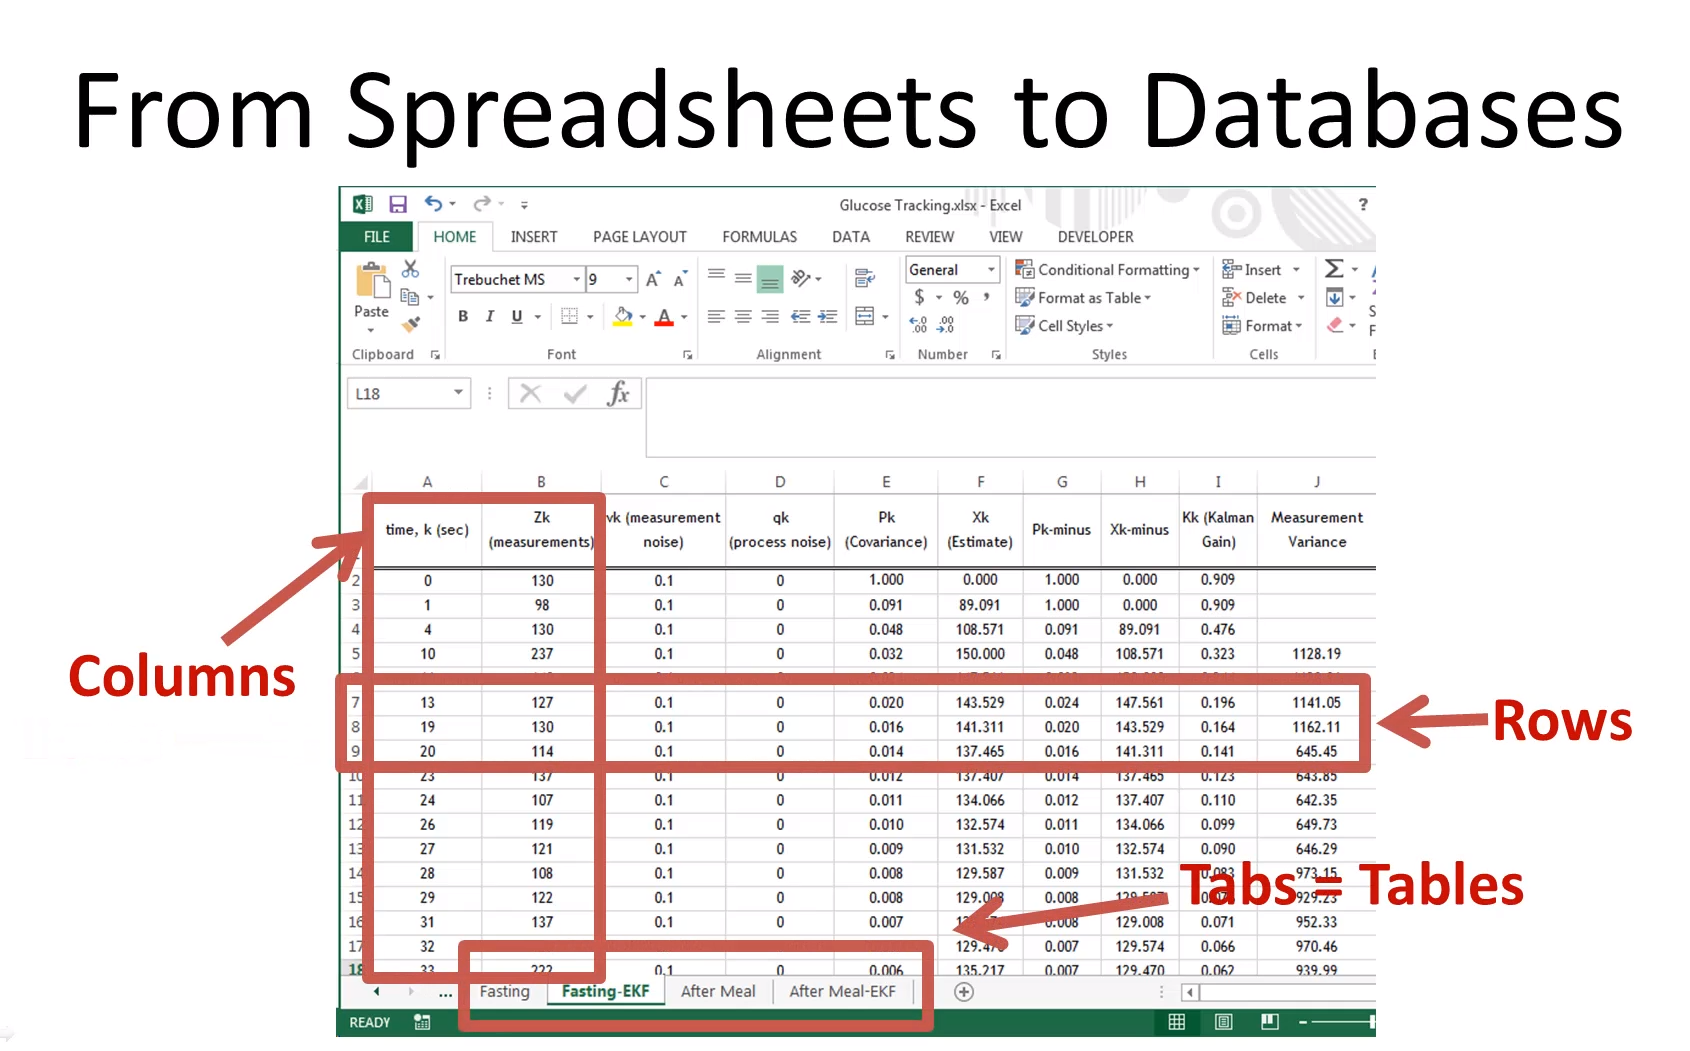 From Spreadsheets to Databases
Glucose Tracking.xlsx - Excel
?
FILE HOME INSERT PAGE LAYOUT FORMULAS DATA REVIEW VIEW DEVELOPER
Trebuchet MS 9 General Conditional Formatting Insert
Paste $ % , Format as Table Delete
B I U A Cell Styles Format
Clipboard Font Alignment Number Styles Cells
L18 fx
A B C D E F G H I J
time, k (sec) Zk (measurements) vk (measurement noise) qk (process noise) Pk (Covariance) Xk (Estimate) Pk-minus Xk-minus Kk (Kalman Gain) Measurement Variance
2 0 130 0.1 0 1.000 0.000 1.000 0.000 0.909
3 1 98 0.1 0 0.091 89.091 1.000 0.000 0.909
4 4 130 0.1 0 0.048 108.571 0.091 89.091 0.476
5 10 237 0.1 0 0.032 150.000 0.048 108.571 0.323 1128.19
Columns
7 13 127 0.1 0 0.020 143.529 0.024 147.561 0.196 1141.05
8 19 130 0.1 0 0.016 141.311 0.020 143.529 0.164 1162.11
Rows
9 20 114 0.1 0 0.014 137.465 0.016 141.311 0.141 645.45
10 23 137 0.1 0 0.012 137.407 0.014 137.465 0.123 643.85
11 24 107 0.1 0 0.011 134.066 0.012 137.407 0.110 642.35
12 26 119 0.1 0 0.010 132.574 0.011 134.066 0.099 649.73
13 27 121 0.1 0 0.009 131.532 0.010 132.574 0.090 646.29
14 28 108 0.1 0 0.008 129.587 0.009 131.532 0.083 973.15
Tabs = Tables
15 29 122 0.1 0 0.008 129.008 0.008 929.23
16 31 137 0.1 0 0.007 0.008 129.008 0.071 952.33
17 32 0.007 129.574 0.066 970.46
18 33 222 0.1 0 0.006 135.217 0.007 129.470 0.062 939.99
... Fasting Fasting-EKF After Meal After Meal-EKF
READY